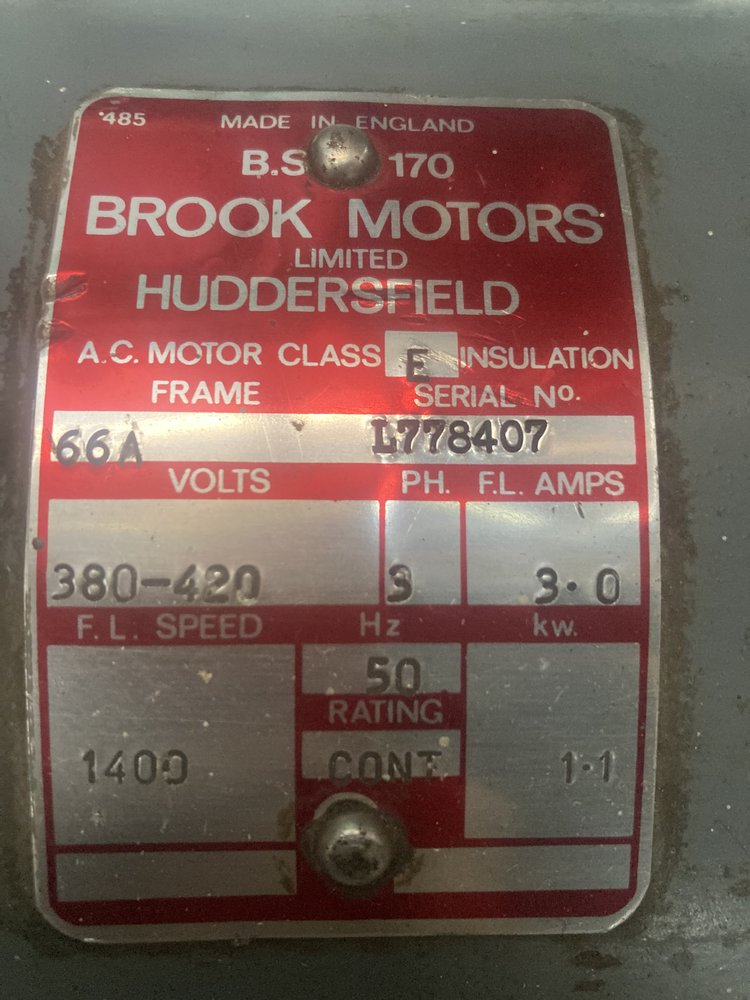 485 MADE IN ENGLAND
B.S 170
BROOK MOTORS
LIMITED
HUDDERSFIELD
A.C. MOTOR CLASS E INSULATION
FRAME SERIAL No.
66A L778407
VOLTS PH. F.L. AMPS
380-420 3 3.0
F.L. SPEED Hz kw.
50
RATING
1400 CONT 1.1